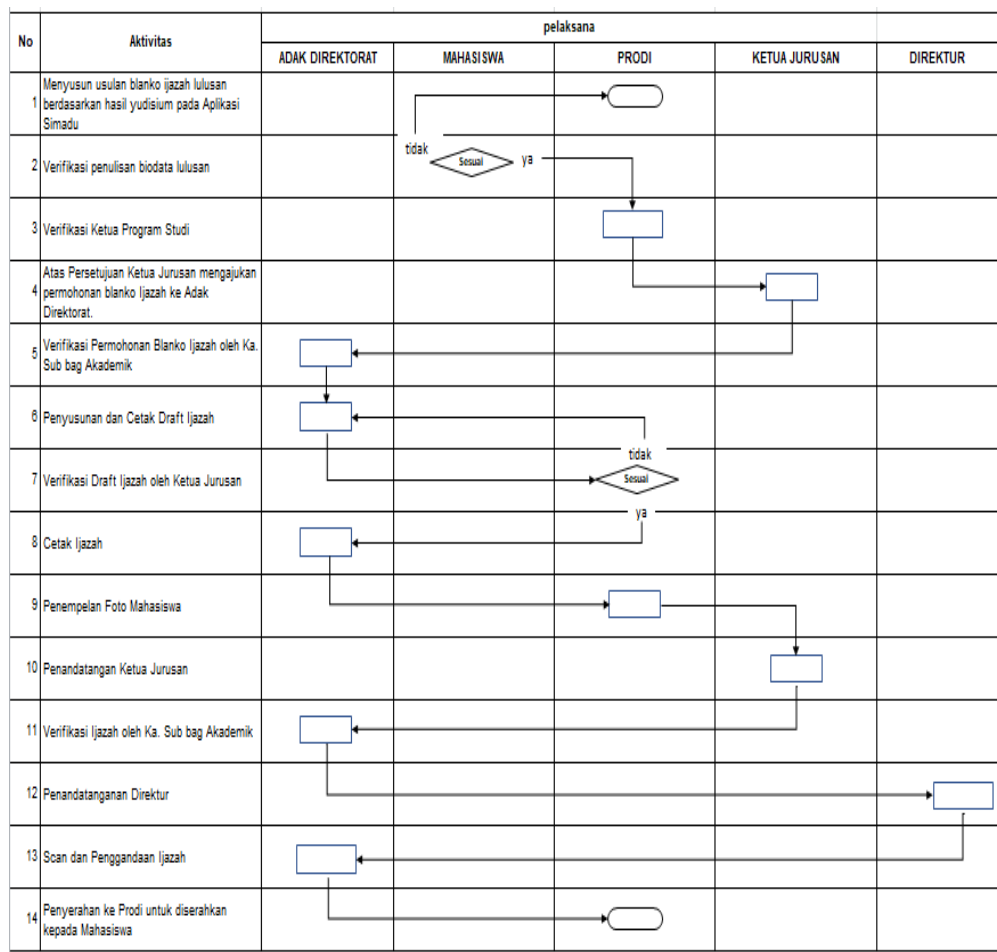 No
Aktivitas
pelaksana
ADAK DIREKTORAT
MAHASISWA
PRODI
KETUA JURUSAN
DIREKTUR
1
Menyusun usulan blanko ijazah lulusan
berdasarkan hasil yudisium pada Aplikasi
Simadu
2
Verifikasi penulisan biodata lulusan
tidak
Sesuai
ya
3
Verifikasi Ketua Program Studi
4
Atas Persetujuan Ketua Jurusan mengajukan
permohonan blanko Ijazah ke Adak
Direktorat.
5
Verifikasi Permohonan Blanko Ijazah oleh Ka.
Sub bag Akademik
6
Penyusunan dan Cetak Draft Ijazah
tidak
7
Verifikasi Draft Ijazah oleh Ketua Jurusan
Sesuai
ya
8
Cetak Ijazah
9
Penempelan Foto Mahasiswa
10
Penandatangan Ketua Jurusan
11
Verifikasi Ijazah oleh Ka. Sub bag Akademik
12
Penandatanganan Direktur
13
Scan dan Penggandaan Ijazah
14
Penyerahan ke Prodi untuk diserahkan
kepada Mahasiswa